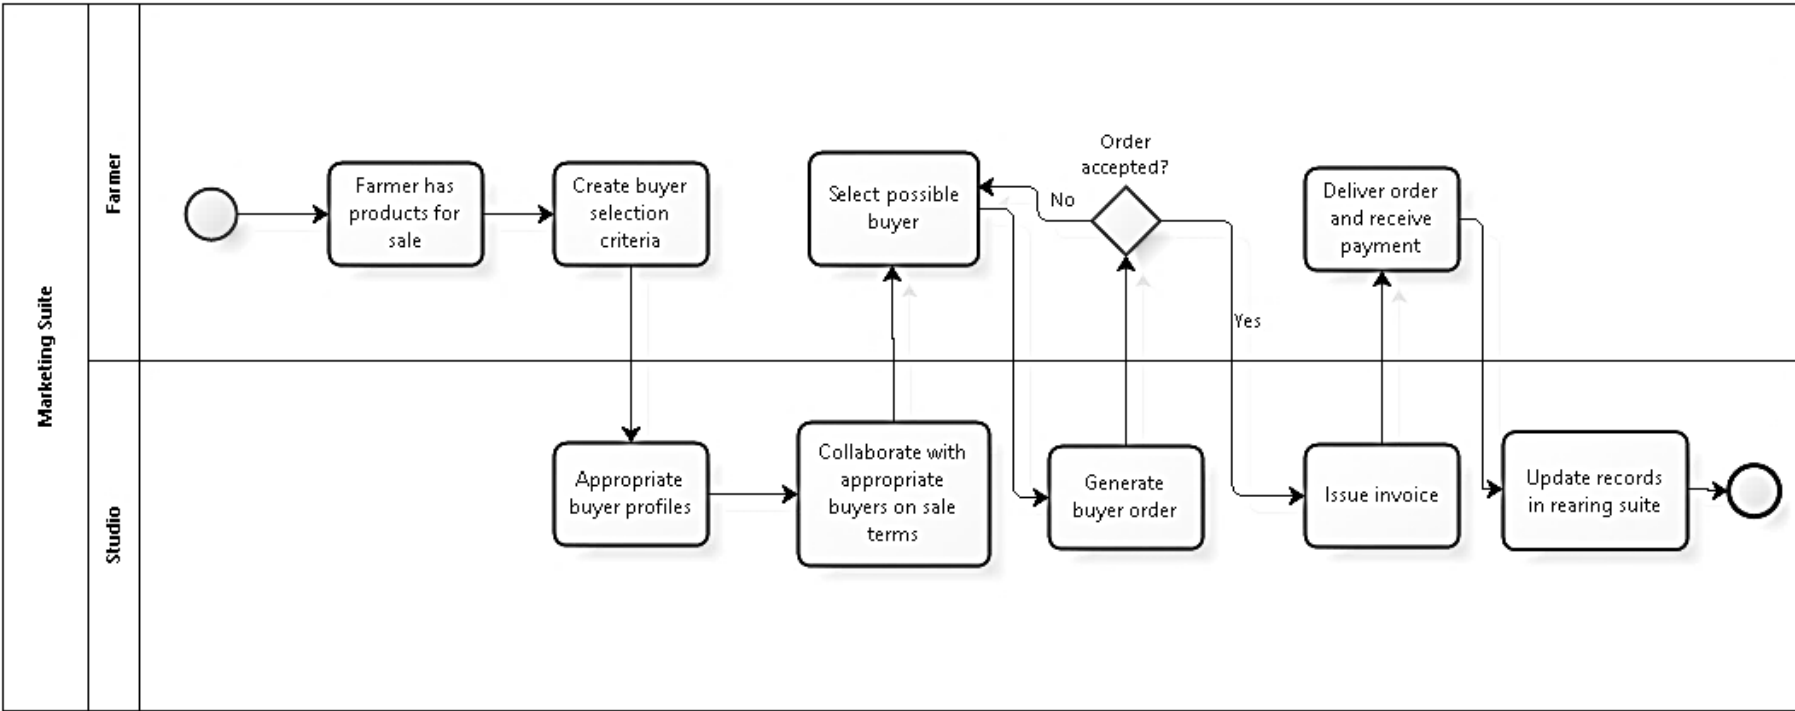 Marketing Suite
Farmer
Farmer has
products for
sale
Create buyer
selection
criteria
Select possible
buyer
Order
accepted?
No
Yes
Deliver order
and receive
payment
Studio
Appropriate
buyer profiles
Collaborate with
appropriate
buyers on sale
terms
Generate
buyer order
Issue invoice
Update records
in rearing suite